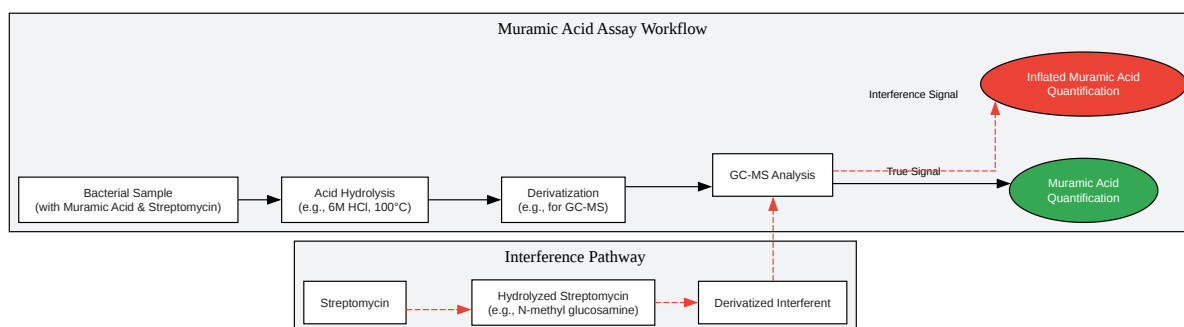 Muramic Acid Assay Workflow
Inflated Muramic Acid
Quantification
Interference Signal
Bacterial Sample
(with Muramic Acid & Streptomycin)
Acid Hydrolysis
(e.g., 6M HCl, 100°C)
Derivatization
(e.g., for GC-MS)
GC-MS Analysis
True Signal
Muramic Acid
Quantification
Interference Pathway
Streptomycin
Hydrolyzed Streptomycin
(e.g., N-methyl glucosamine)
Derivatized Interferent